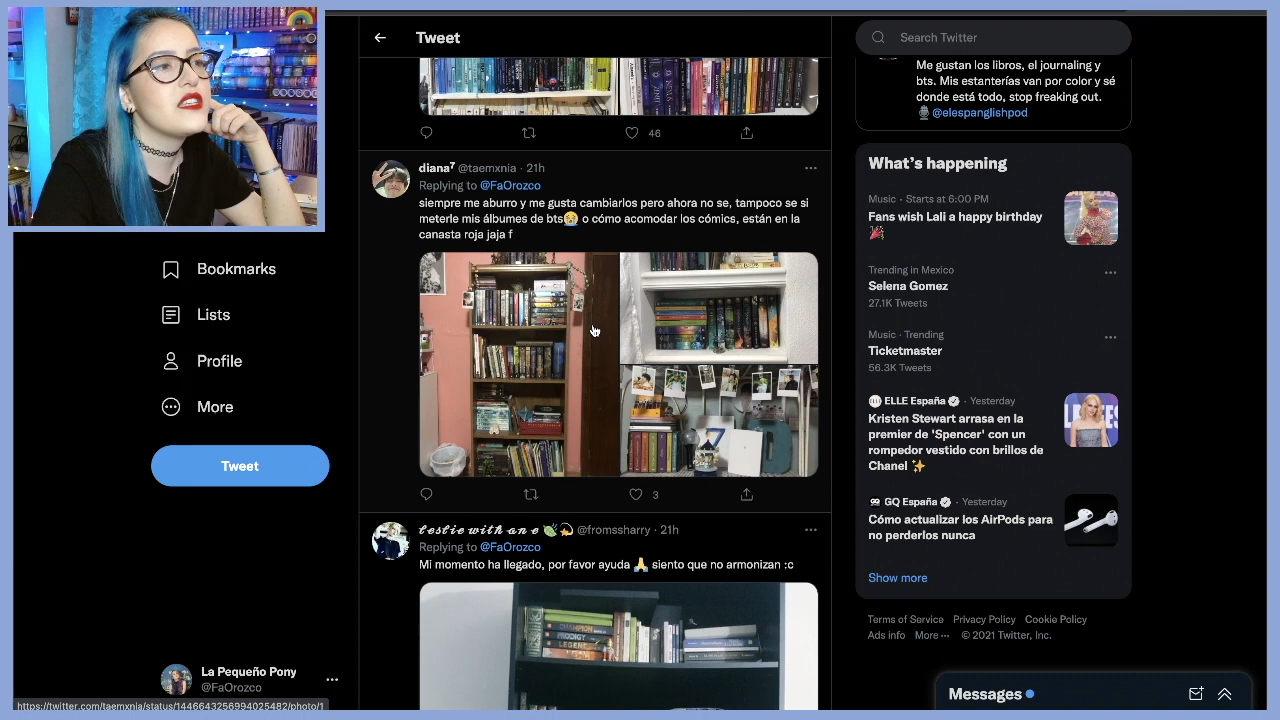 Tweet
46
diana⁷ @taemxnia · 21h
Replying to @FaOrozco
siempre me aburro y me gusta cambiarlos pero ahora no se, tampoco se si
meterle mis álbumes de bts😭 o cómo acomodar los cómics, están en la
canasta roja jaja f
7
3
𝓵𝓮𝓼𝓵𝓲𝓮 𝔀𝓲𝓽𝓱 𝓪𝓷 𝓮 🍃💫 @fromssharry · 21h
Replying to @FaOrozco
Mi momento ha llegado, por favor ayuda 🙏 siento que no armonizan :c
CHAMPION
PRODIGY
LEGEND
Bookmarks
Lists
Profile
More
Tweet
La Pequeño Pony
@FaOrozco
https://twitter.com/taemxnia/status/1446643256994025482/photo/1
Search Twitter
Me gustan los libros, el journaling y
bts. Mis estanterías van por color y sé
donde está todo, stop freaking out.
🎙 @elespanglishpod
What's happening
Music · Starts at 6:00 PM
Fans wish Lali a happy birthday
🎉
Trending in Mexico
Selena Gomez
27.1K Tweets
Music · Trending
Ticketmaster
56.3K Tweets
ELLE España · Yesterday
Kristen Stewart arrasa en la
premier de 'Spencer' con un
rompedor vestido con brillos de
Chanel ✨
GQ España · Yesterday
Cómo actualizar los AirPods para
no perderlos nunca
Show more
Terms of Service Privacy Policy Cookie Policy
Ads info More ··· © 2021 Twitter, Inc.
Messages